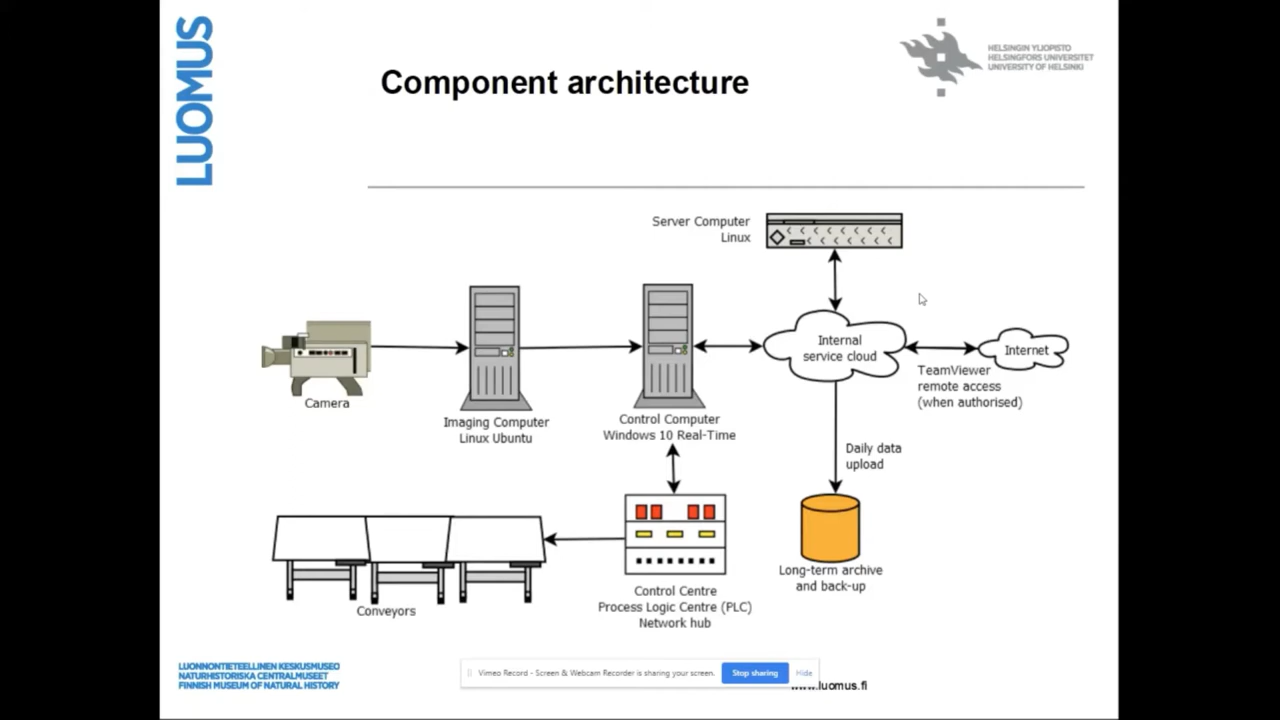 LUOMUS
HELSINGIN YLIOPISTO
HELSINGFORS UNIVERSITET
UNIVERSITY OF HELSINKI
Component architecture
Server Computer
Linux
Internal
service cloud
Internet
TeamViewer
remote access
(when authorised)
Camera
Imaging Computer
Linux Ubuntu
Control Computer
Windows 10 Real-Time
Daily data
upload
Long-term archive
and back-up
Conveyors
Control Centre
Process Logic Centre (PLC)
Network hub
LUONNONTIETEELLINEN KESKUSMUSEO
NATURHISTORISKA CENTRALMUSEET
FINNISH MUSEUM OF NATURAL HISTORY
Vimeo Record - Screen & Webcam Recorder is sharing your screen.
Stop sharing
Hide
www.luomus.fi